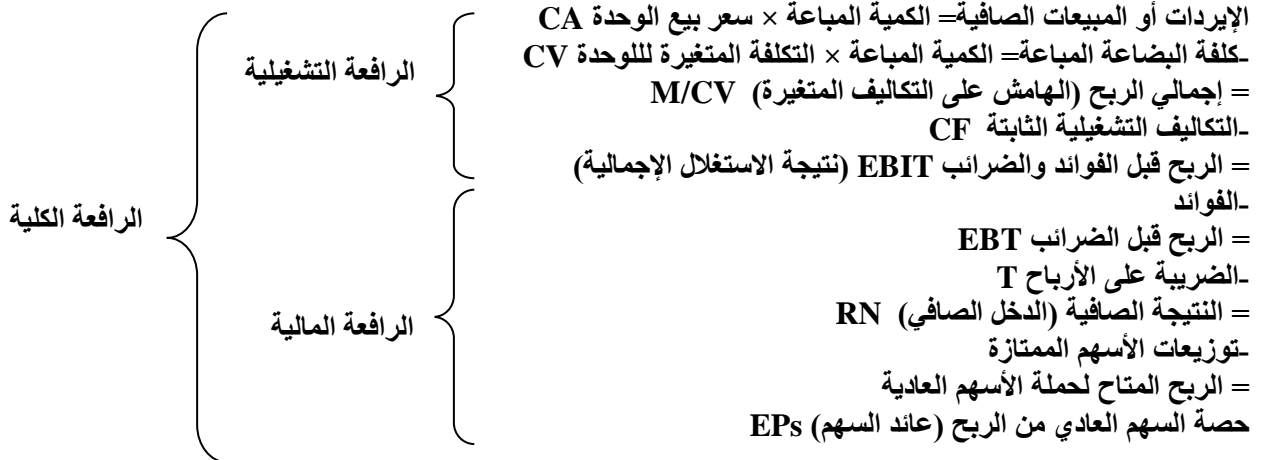 الإيردات أو المبيعات الصافية= الكمية المباعة × سعر بيع الوحدة CA
-كلفة البضاعة المباعة= الكمية المباعة × التكلفة المتغيرة لللوحدة CV
= إجمالي الربح (الهامش على التكاليف المتغيرة) M/CV
-التكاليف التشغيلية الثابتة CF
= الربح قبل الفوائد والضرائب EBIT (نتيجة الاستغلال الإجمالية)
-الفوائد
= الربح قبل الضرائب EBT
-الضريبة على الأرباح T
= النتيجة الصافية (الدخل الصافي) RN
-توزيعات الأسهم الممتازة
= الربح المتاح لحملة الأسهم العادية
حصة السهم العادي من الربح (عائد السهم) EPs
الرافعة التشغيلية
الرافعة المالية
الرافعة الكلية